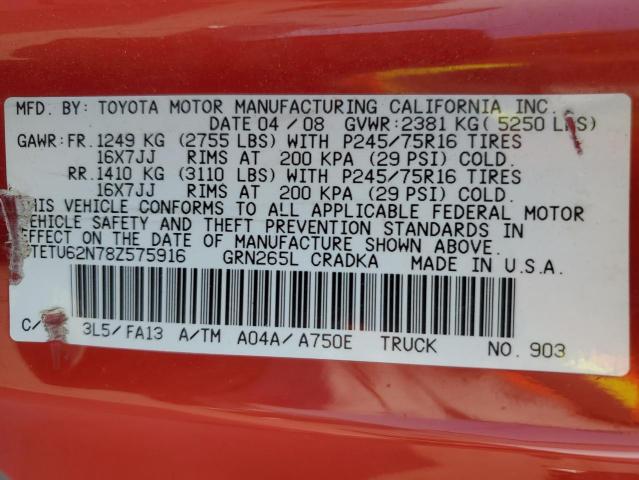 MFD. BY: TOYOTA MOTOR MANUFACTURING CALIFORNIA INC.
DATE 04/08 GVWR:2381 KG( 5250 LBS)
GAWR:FR.1249 KG (2755 LBS) WITH P245/75R16 TIRES
16X7JJ RIMS AT 200 KPA (29 PSI) COLD.
RR.1410 KG (3110 LBS) WITH P245/75R16 TIRES
16X7JJ RIMS AT 200 KPA (29 PSI) COLD.
THIS VEHICLE CONFORMS TO ALL APPLICABLE FEDERAL MOTOR
VEHICLE SAFETY AND THEFT PREVENTION STANDARDS IN
EFFECT ON THE DATE OF MANUFACTURE SHOWN ABOVE.
TETU62N78Z575916 GRN265L CRADKA MADE IN U.S.A.
C/ 3L5/FA13 A/TM A04A/A750E TRUCK NO. 903